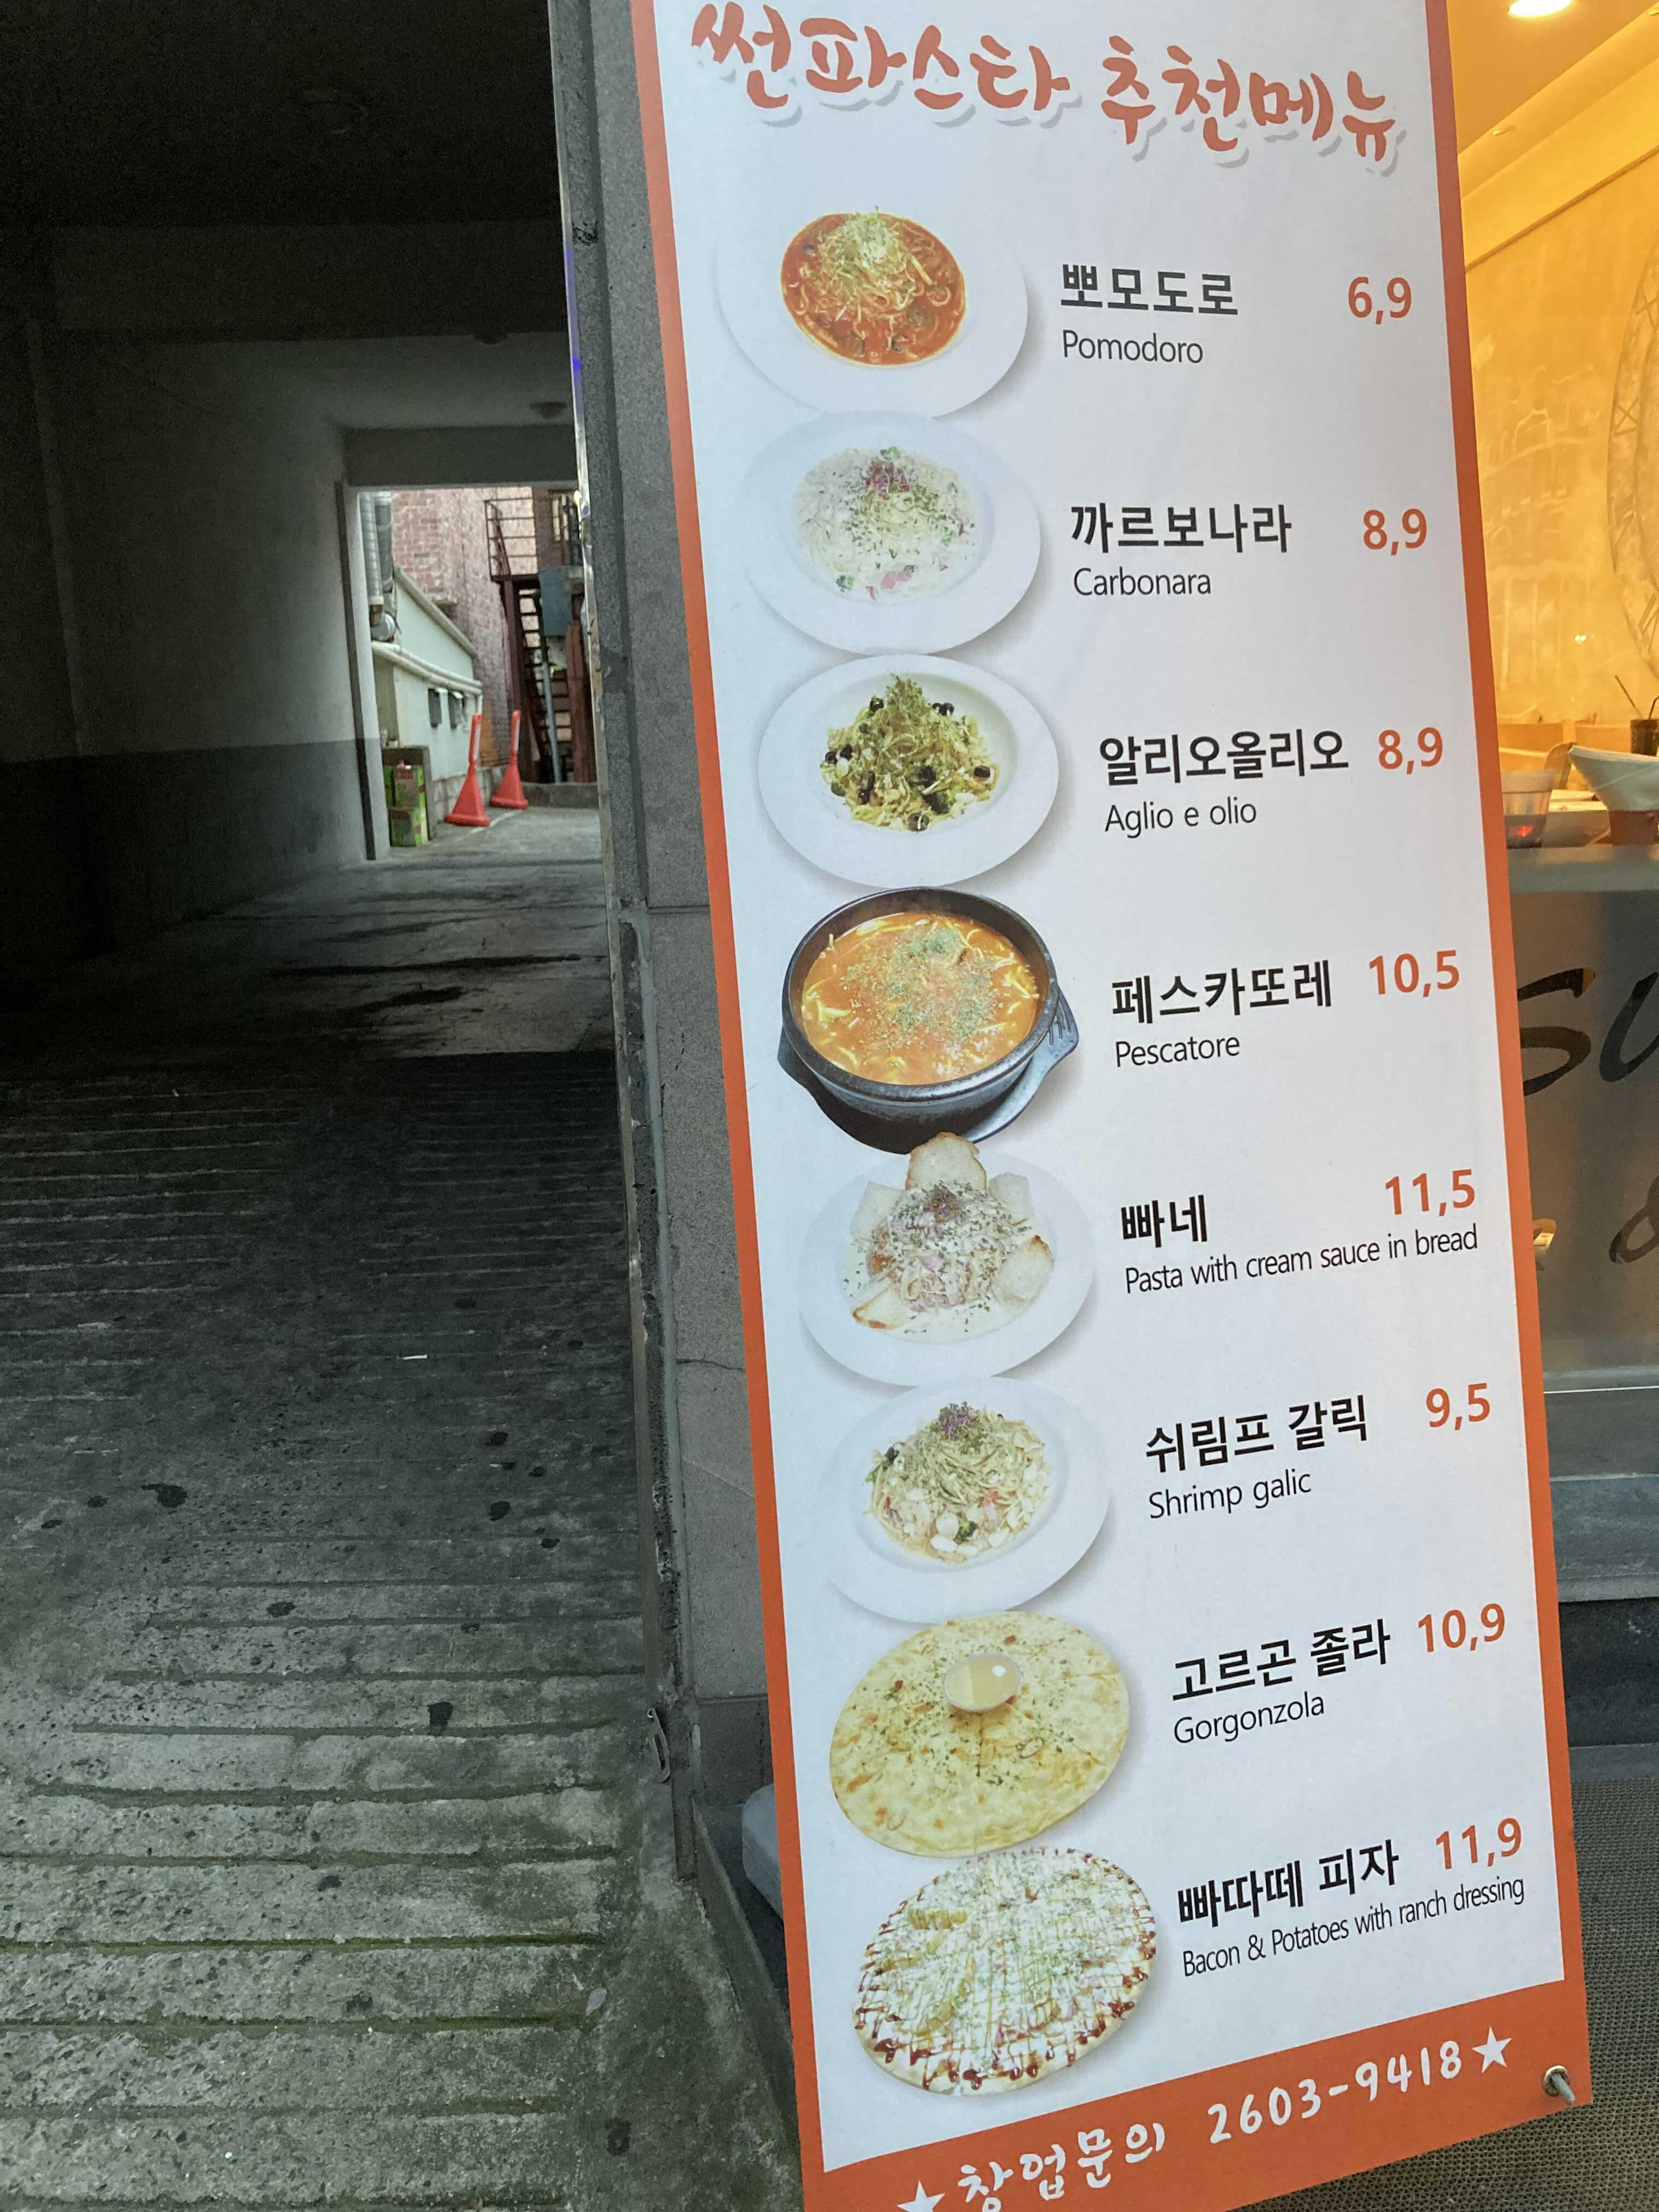 썬파스타 추천메뉴
뽀모도로 6,9
Pomodoro
까르보나라 8,9
Carbonara
알리오올리오 8,9
Aglio e olio
페스카또레 10,5
Pescatore
빠네 11,5
Pasta with cream sauce in bread
쉬림프 갈릭 9,5
Shrimp galic
고르곤 졸라 10,9
Gorgonzola
빠따떼 피자 11,9
Bacon & Potatoes with ranch dressing
★창업문의 2603-9418★